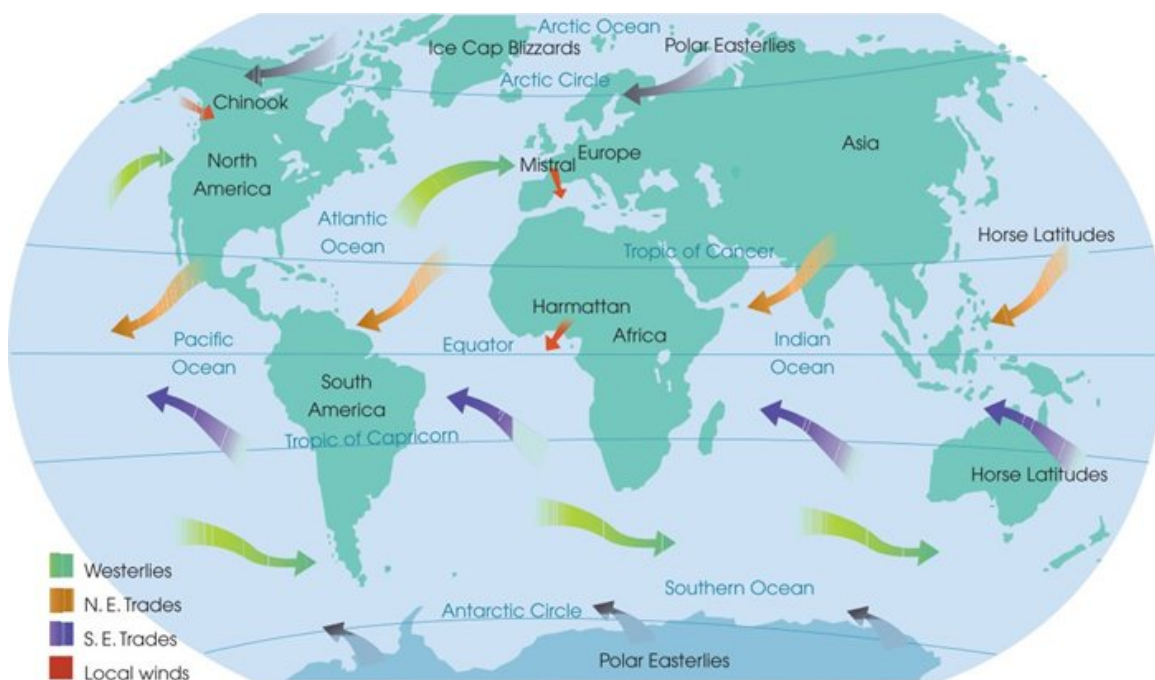 Arctic Ocean
Ice Cap Blizzards
Polar Easterlies
Arctic Circle
Chinook
North
America
Mistral
Europe
Asia
Atlantic
Ocean
Tropic of Cancer
Horse Latitudes
Harmattan
Africa
Pacific
Ocean
Equator
Indian
Ocean
South
America
Tropic of Capricorn
Horse Latitudes
Westerlies
N. E. Trades
S. E. Trades
Local winds
Southern Ocean
Antarctic Circle
Polar Easterlies